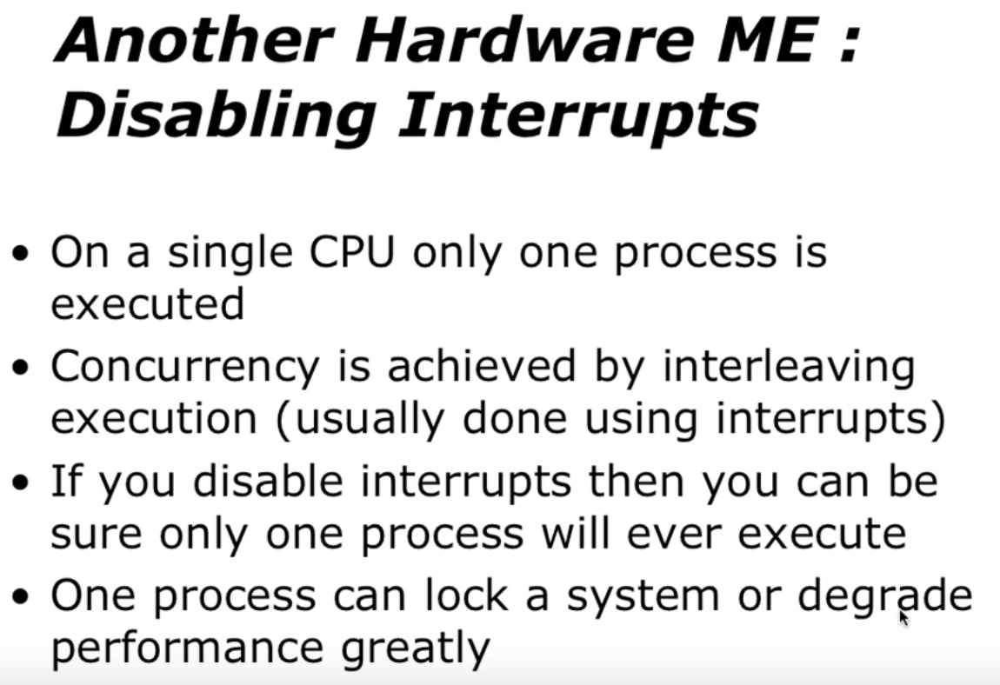 Another Hardware ME :
Disabling Interrupts
• On a single CPU only one process is
executed
• Concurrency is achieved by interleaving
execution (usually done using interrupts)
• If you disable interrupts then you can be
sure only one process will ever execute
• One process can lock a system or degrade
performance greatly